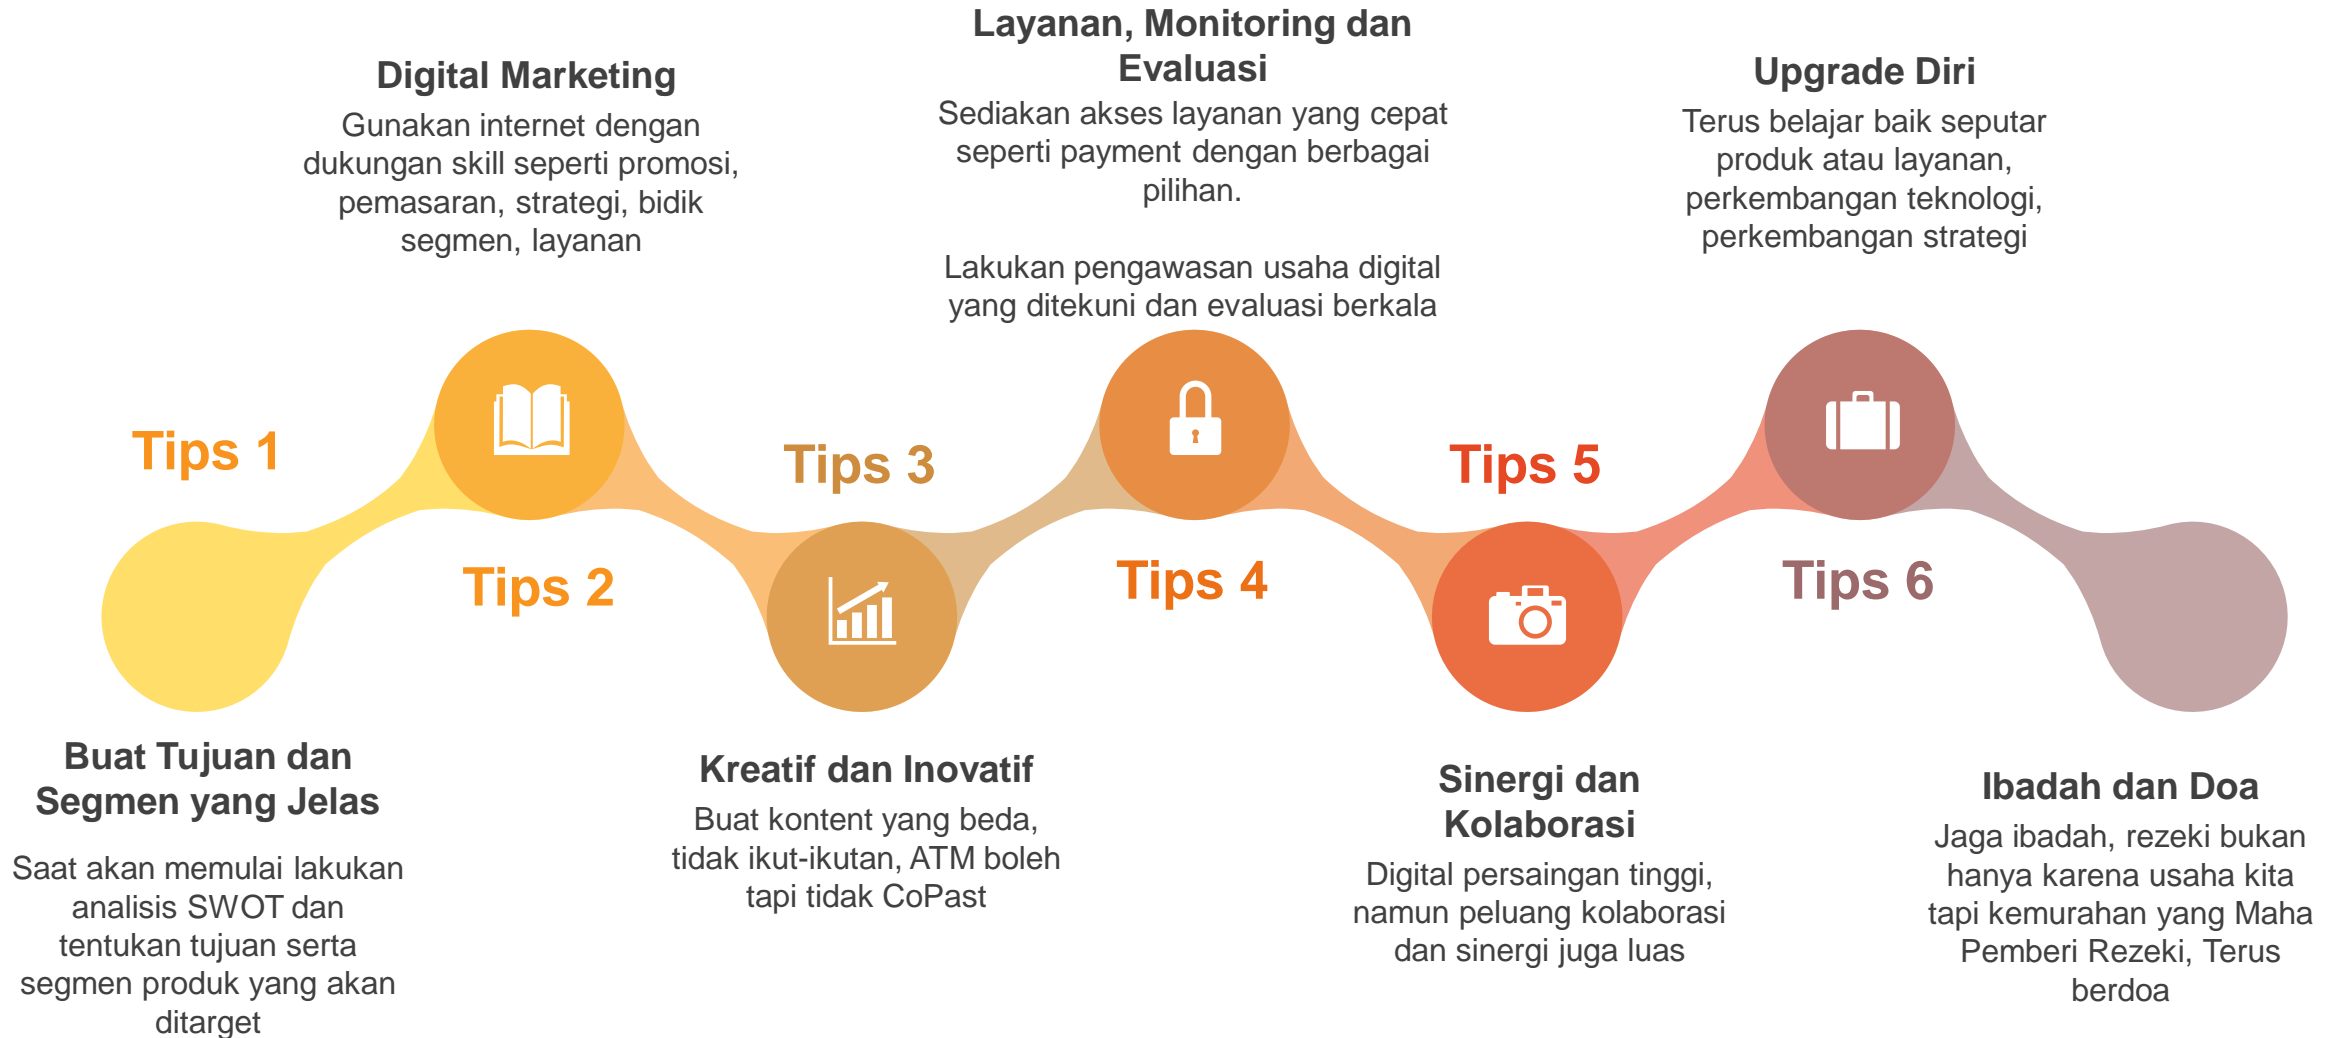 Tips 1
Buat Tujuan dan
Segmen yang Jelas
Saat akan memulai lakukan
analisis SWOT dan
tentukan tujuan serta
segmen produk yang akan
ditarget
Digital Marketing
Gunakan internet dengan
dukungan skill seperti promosi,
pemasaran, strategi, bidik
segmen, layanan
Tips 2
Tips 3
Kreatif dan Inovatif
Buat kontent yang beda,
tidak ikut-ikutan, ATM boleh
tapi tidak CoPast
Layanan, Monitoring dan
Evaluasi
Sediakan akses layanan yang cepat
seperti payment dengan berbagai
pilihan.
Lakukan pengawasan usaha digital
yang ditekuni dan evaluasi berkala
Tips 4
Tips 5
Sinergi dan
Kolaborasi
Digital persaingan tinggi,
namun peluang kolaborasi
dan sinergi juga luas
Upgrade Diri
Terus belajar baik seputar
produk atau layanan,
perkembangan teknologi,
perkembangan strategi
Tips 6
Ibadah dan Doa
Jaga ibadah, rezeki bukan
hanya karena usaha kita
tapi kemurahan yang Maha
Pemberi Rezeki, Terus
berdoa